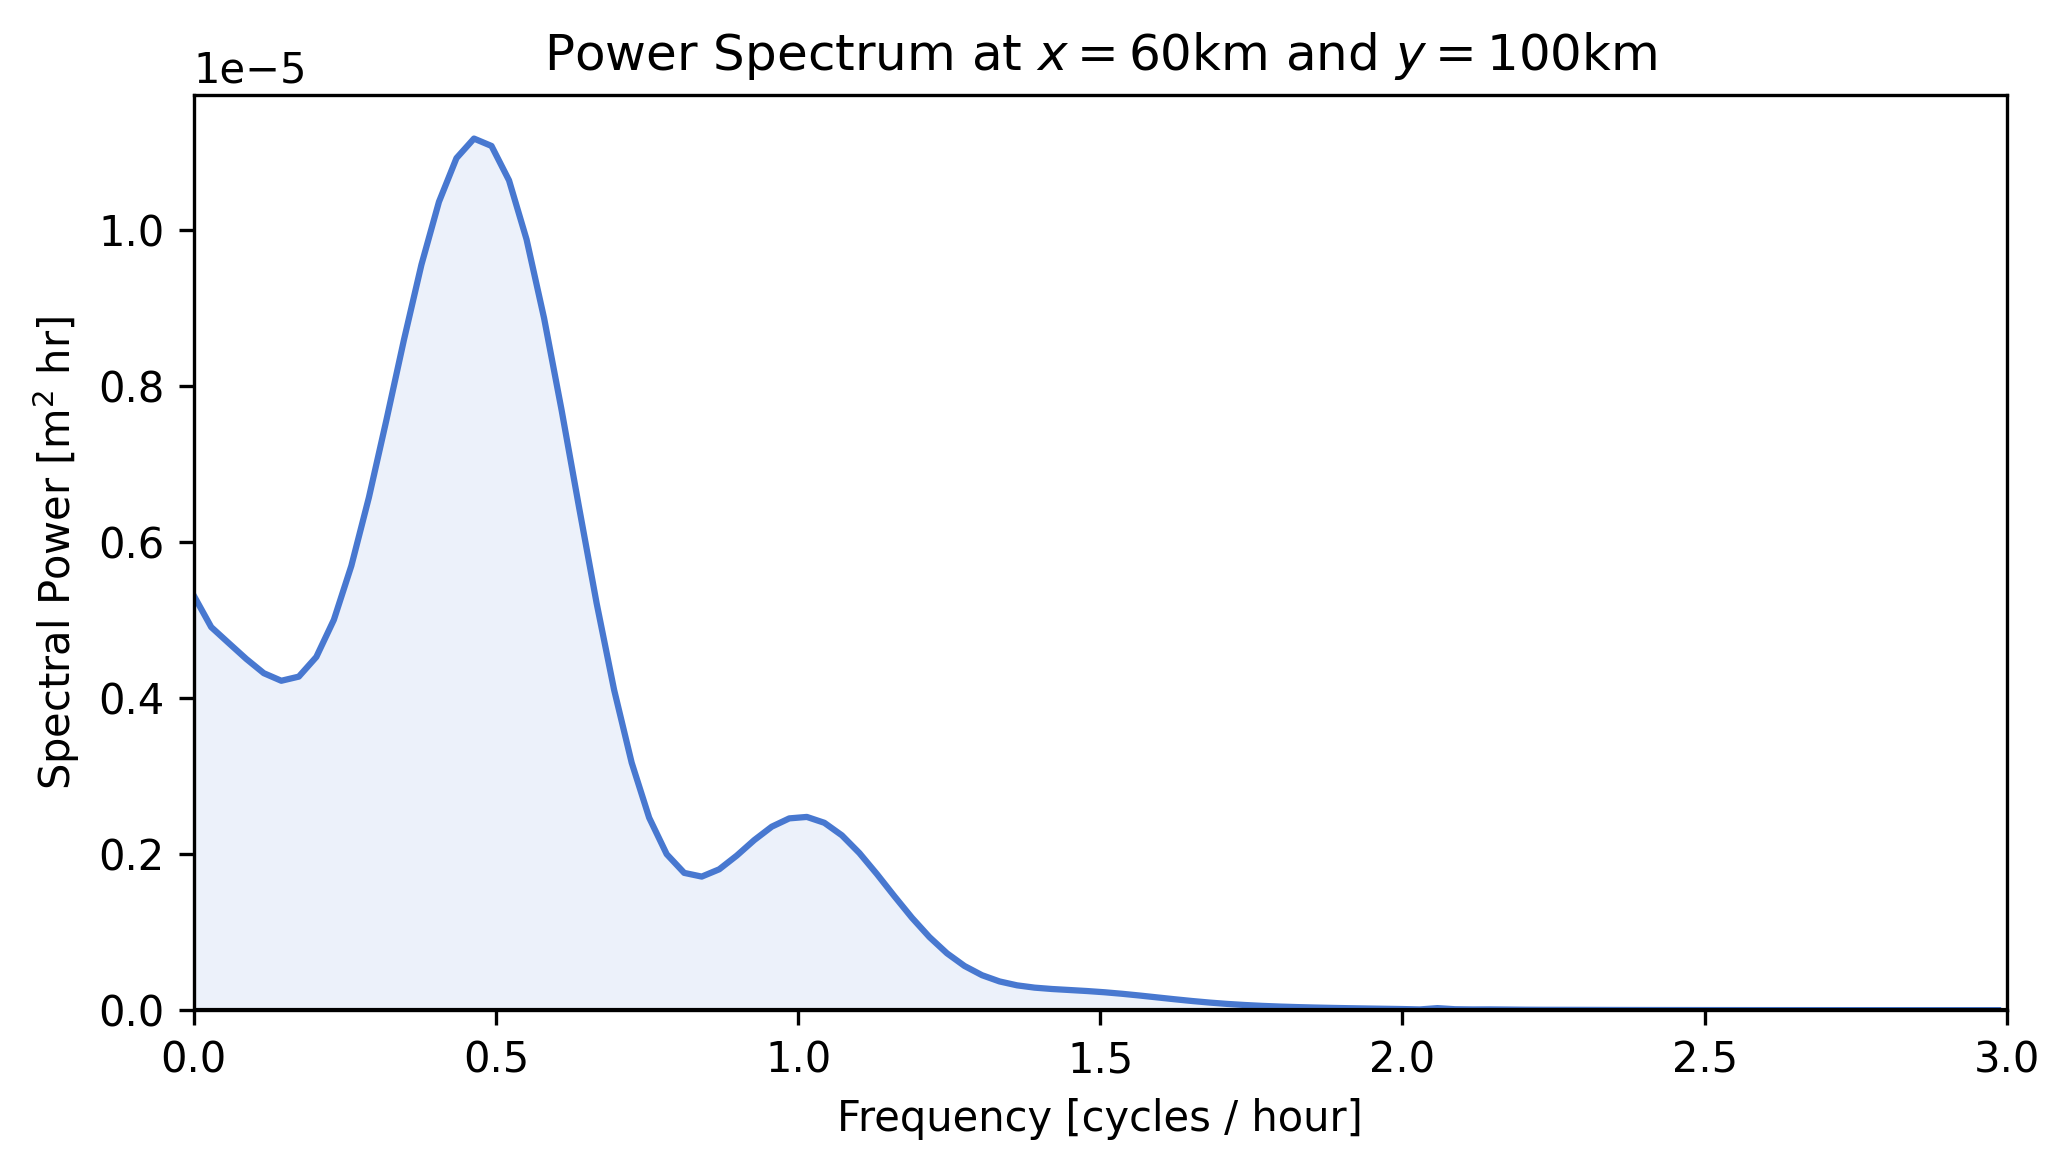 Power Spectrum at x = 60km and y = 100km
1e−5
1.0
0.8
0.6
0.4
0.2
0.0
Spectral Power [m² hr]
0.0 0.5 1.0 1.5 2.0 2.5 3.0
Frequency [cycles / hour]